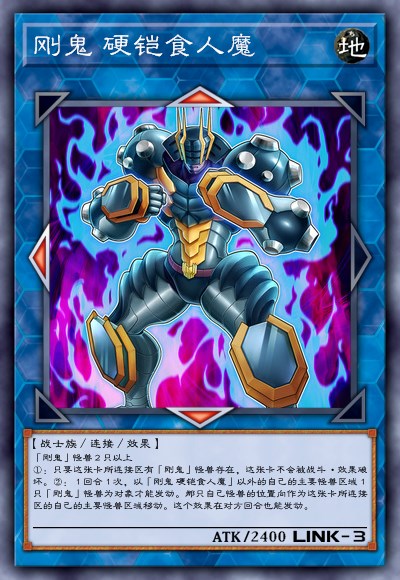 刚鬼 硬铠食人魔
地
【战士族／连接／效果】
「刚鬼」怪兽2只以上
①：只要这张卡所连接区有「刚鬼」怪兽存在，这张卡不会被战斗·效果破
坏。②：1回合1次，以「刚鬼 硬铠食人魔」以外的自己的主要怪兽区域1
只「刚鬼」怪兽为对象才能发动。那只自己怪兽的位置向作为这张卡所连接
区的自己的主要怪兽区域移动。这个效果在对方回合也能发动。
ATK/2400 LINK-3